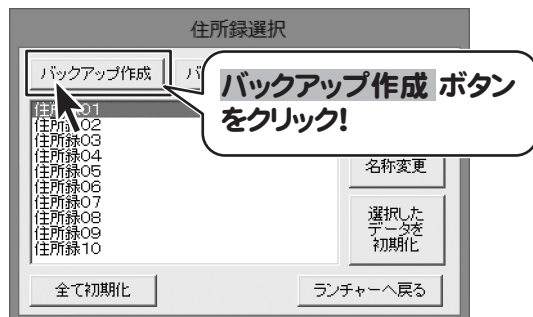 住所録選択
バックアップ作成
バックアップ作成 ボタン
をクリック!
住所録01
住所録02
住所録03
住所録04
住所録05
住所録06
住所録07
住所録08
住所録09
住所録10
名称変更
選択した
データを
初期化
全て初期化
ランチャーへ戻る